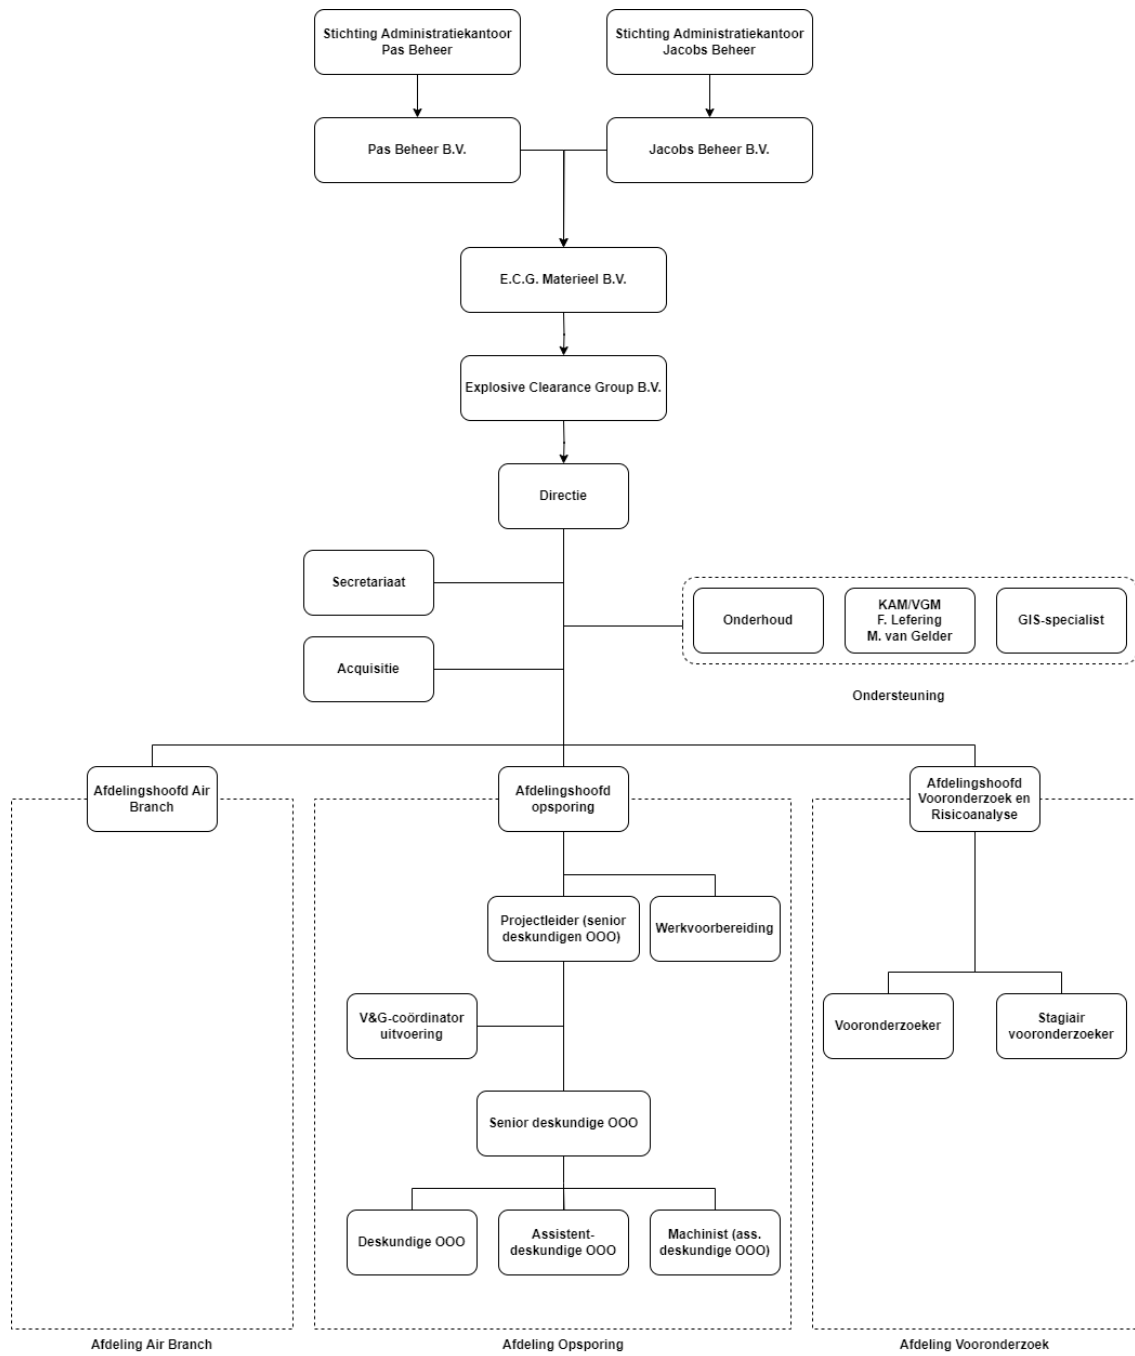 Stichting Administratiekantoor
Pas Beheer
Stichting Administratiekantoor
Jacobs Beheer
Pas Beheer B.V.
Jacobs Beheer B.V.
E.C.G. Materieel B.V.
Explosive Clearance Group B.V.
Directie
Secretariaat
Onderhoud
KAM/VGM
F. Lefering
M. van Gelder
GIS-specialist
Acquisitie
Ondersteuning
Afdelingshoofd Air
Branch
Afdelingshoofd
opsporing
Afdelingshoofd
Vooronderzoek en
Risicoanalyse
Projectleider (senior
deskundigen OOO)
Werkvoorbereiding
V&G-coördinator
uitvoering
Vooronderzoeker
Stagiair
vooronderzoeker
Senior deskundige OOO
Deskundige OOO
Assistent-
deskundige OOO
Machinist (ass.
deskundige OOO)
Afdeling Air Branch
Afdeling Opsporing
Afdeling Vooronderzoek